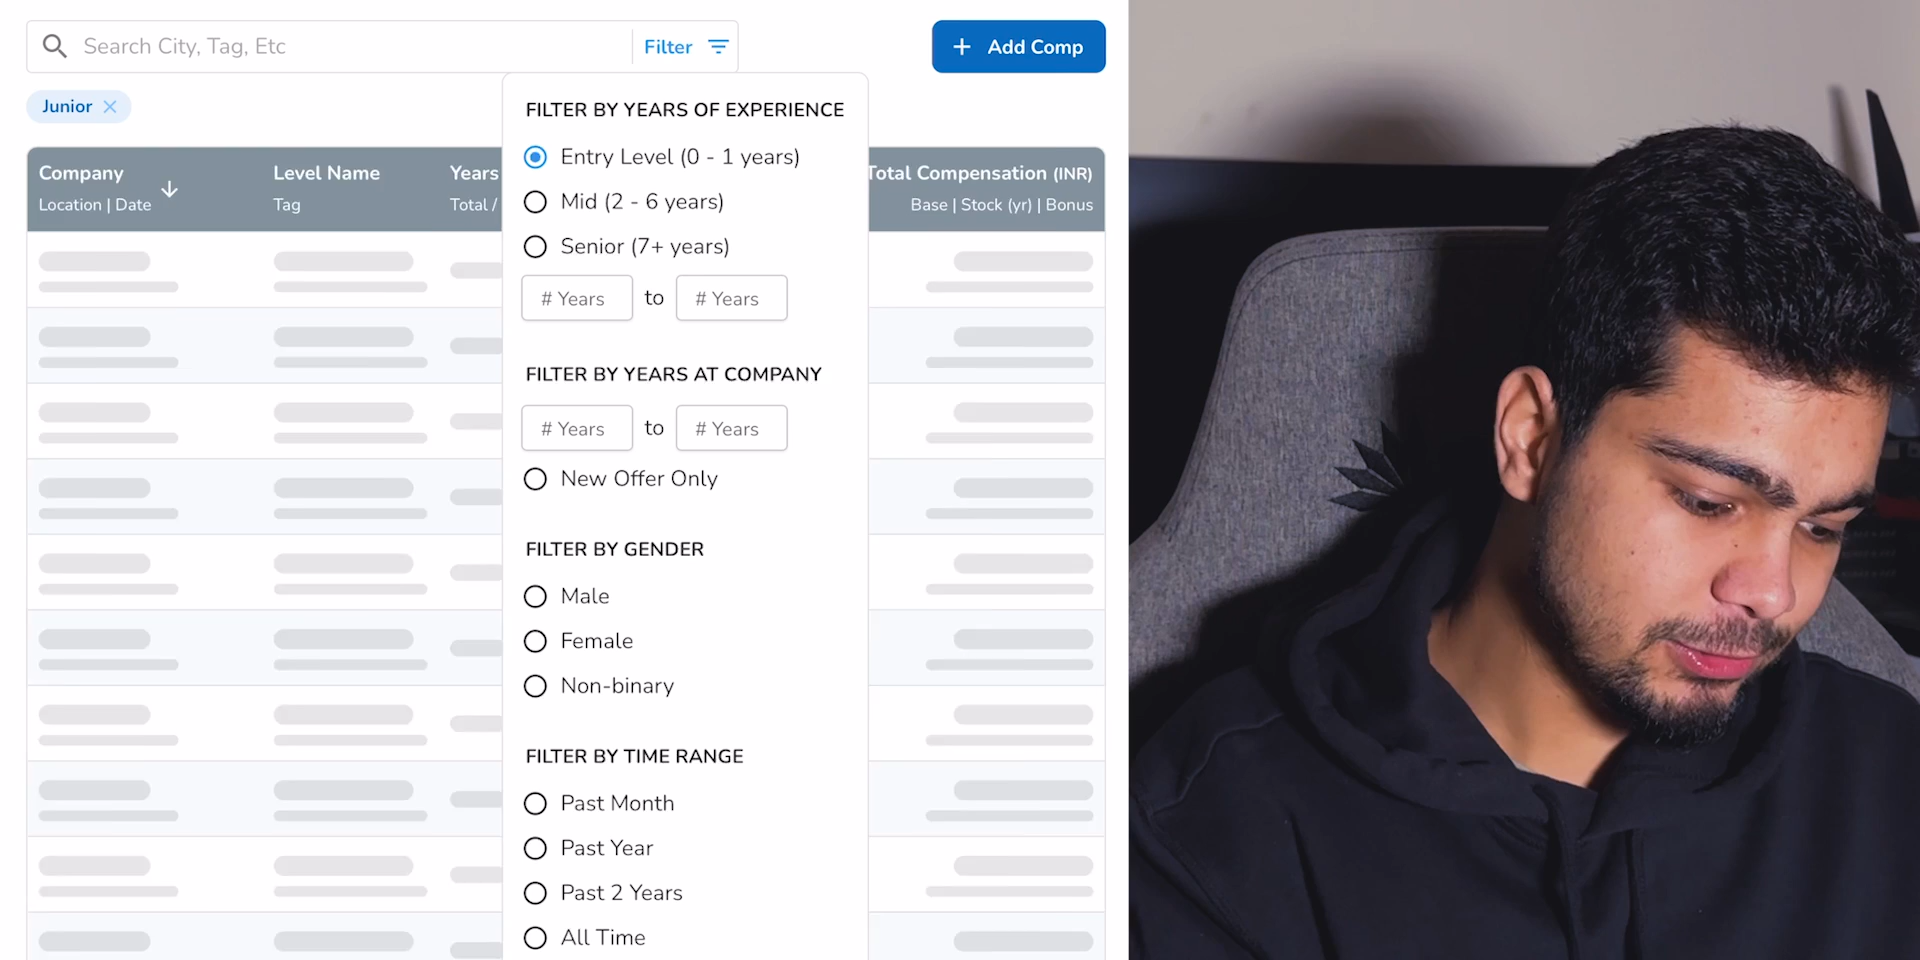 Search City, Tag, Etc
Filter
+ Add Comp
Junior
FILTER BY YEARS OF EXPERIENCE
Entry Level (0 - 1 years)
Mid (2 - 6 years)
Senior (7+ years)
# Years to # Years
FILTER BY YEARS AT COMPANY
# Years to # Years
New Offer Only
FILTER BY GENDER
Male
Female
Non-binary
FILTER BY TIME RANGE
Past Month
Past Year
Past 2 Years
All Time
Company
Location | Date
Level Name
Tag
Years
Total /
Total Compensation (INR)
Base | Stock (yr) | Bonus